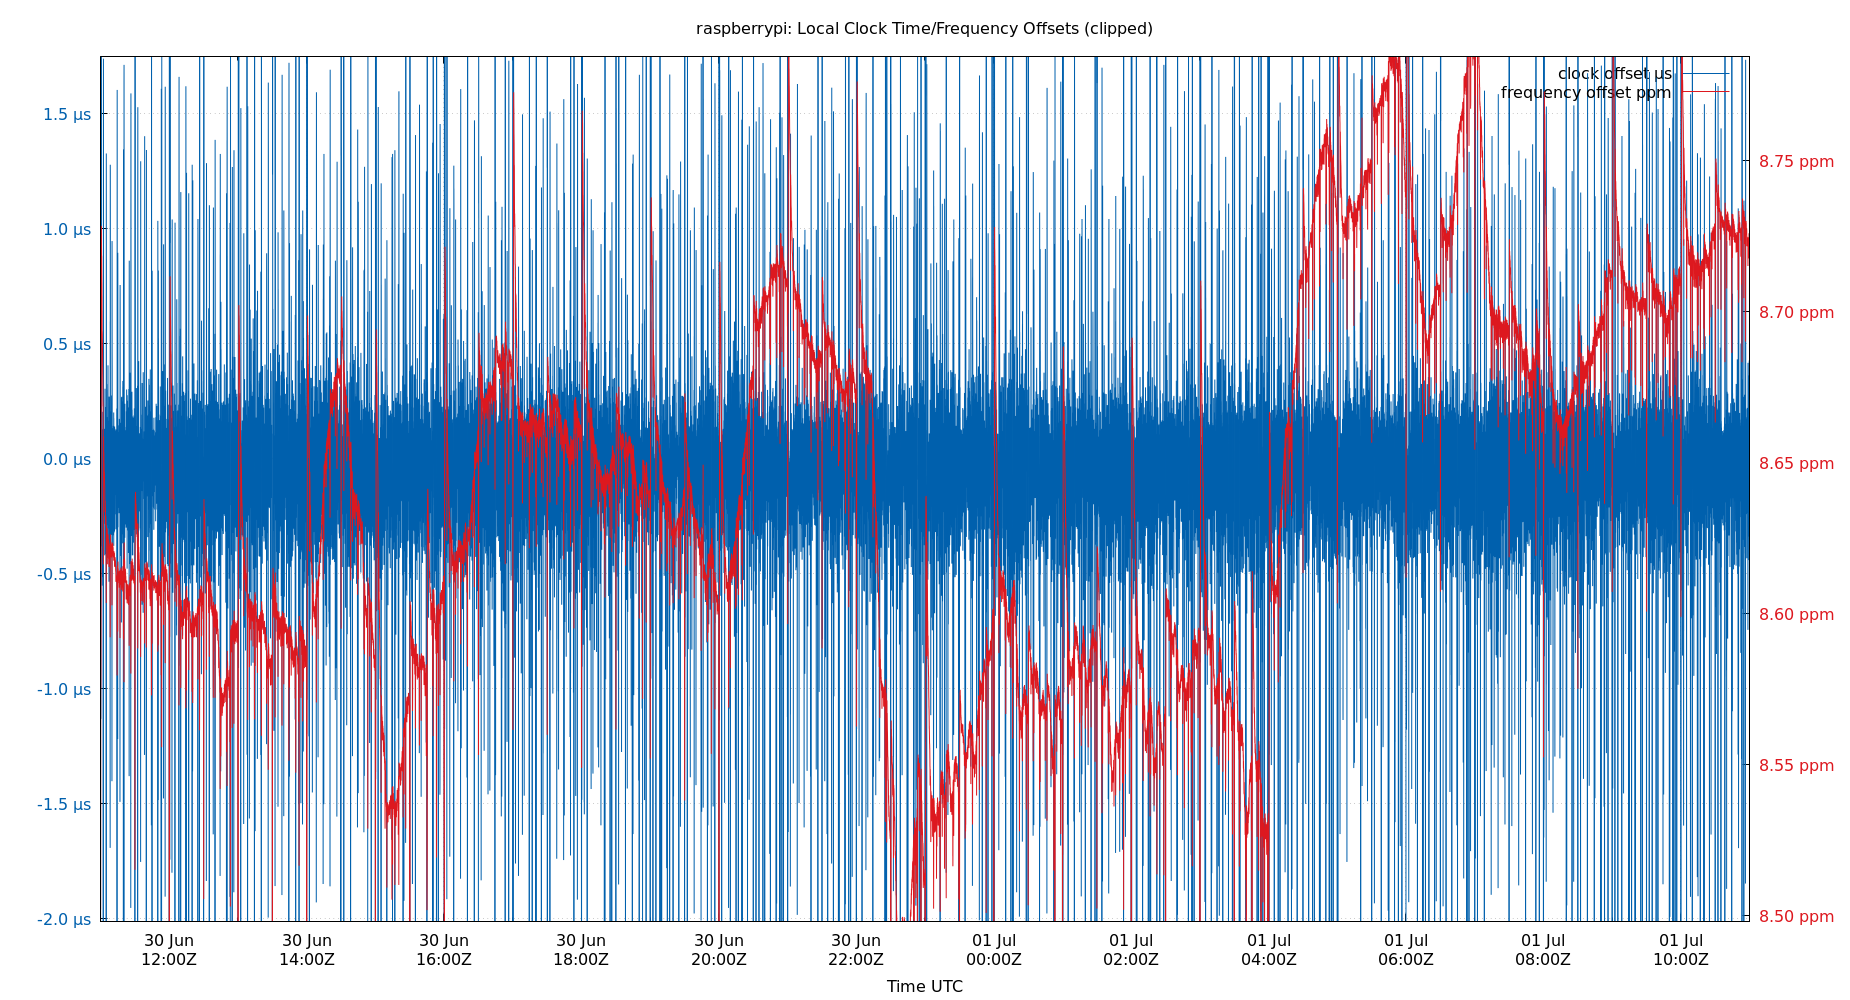 raspberrypi: Local Clock Time/Frequency Offsets (clipped)
clock offset µs
frequency offset ppm
1.5 µs
1.0 µs
0.5 µs
0.0 µs
-0.5 µs
-1.0 µs
-1.5 µs
-2.0 µs
8.75 ppm
8.70 ppm
8.65 ppm
8.60 ppm
8.55 ppm
8.50 ppm
30 Jun 30 Jun 30 Jun 30 Jun 30 Jun 30 Jun 01 Jul 01 Jul 01 Jul 01 Jul 01 Jul 01 Jul
12:00Z 14:00Z 16:00Z 18:00Z 20:00Z 22:00Z 00:00Z 02:00Z 04:00Z 06:00Z 08:00Z 10:00Z
Time UTC